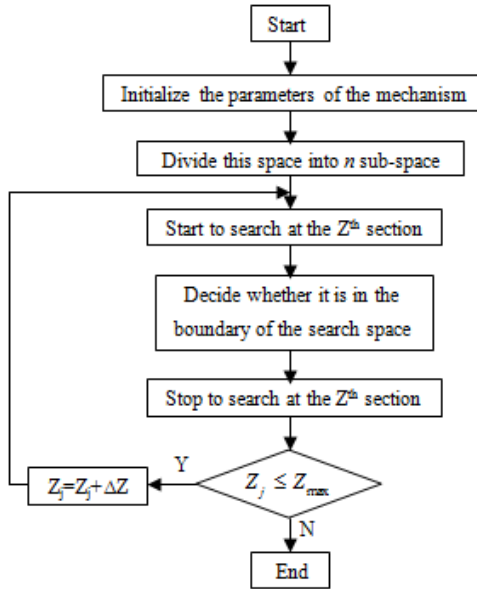 Start
Initialize the parameters of the mechanism
Divide this space into n sub-space
Start to search at the Zth section
Decide whether it is in the
boundary of the search space
Stop to search at the Zth section
Y
Zj=Zj+ΔZ
Zj ≤ Zmax
N
End